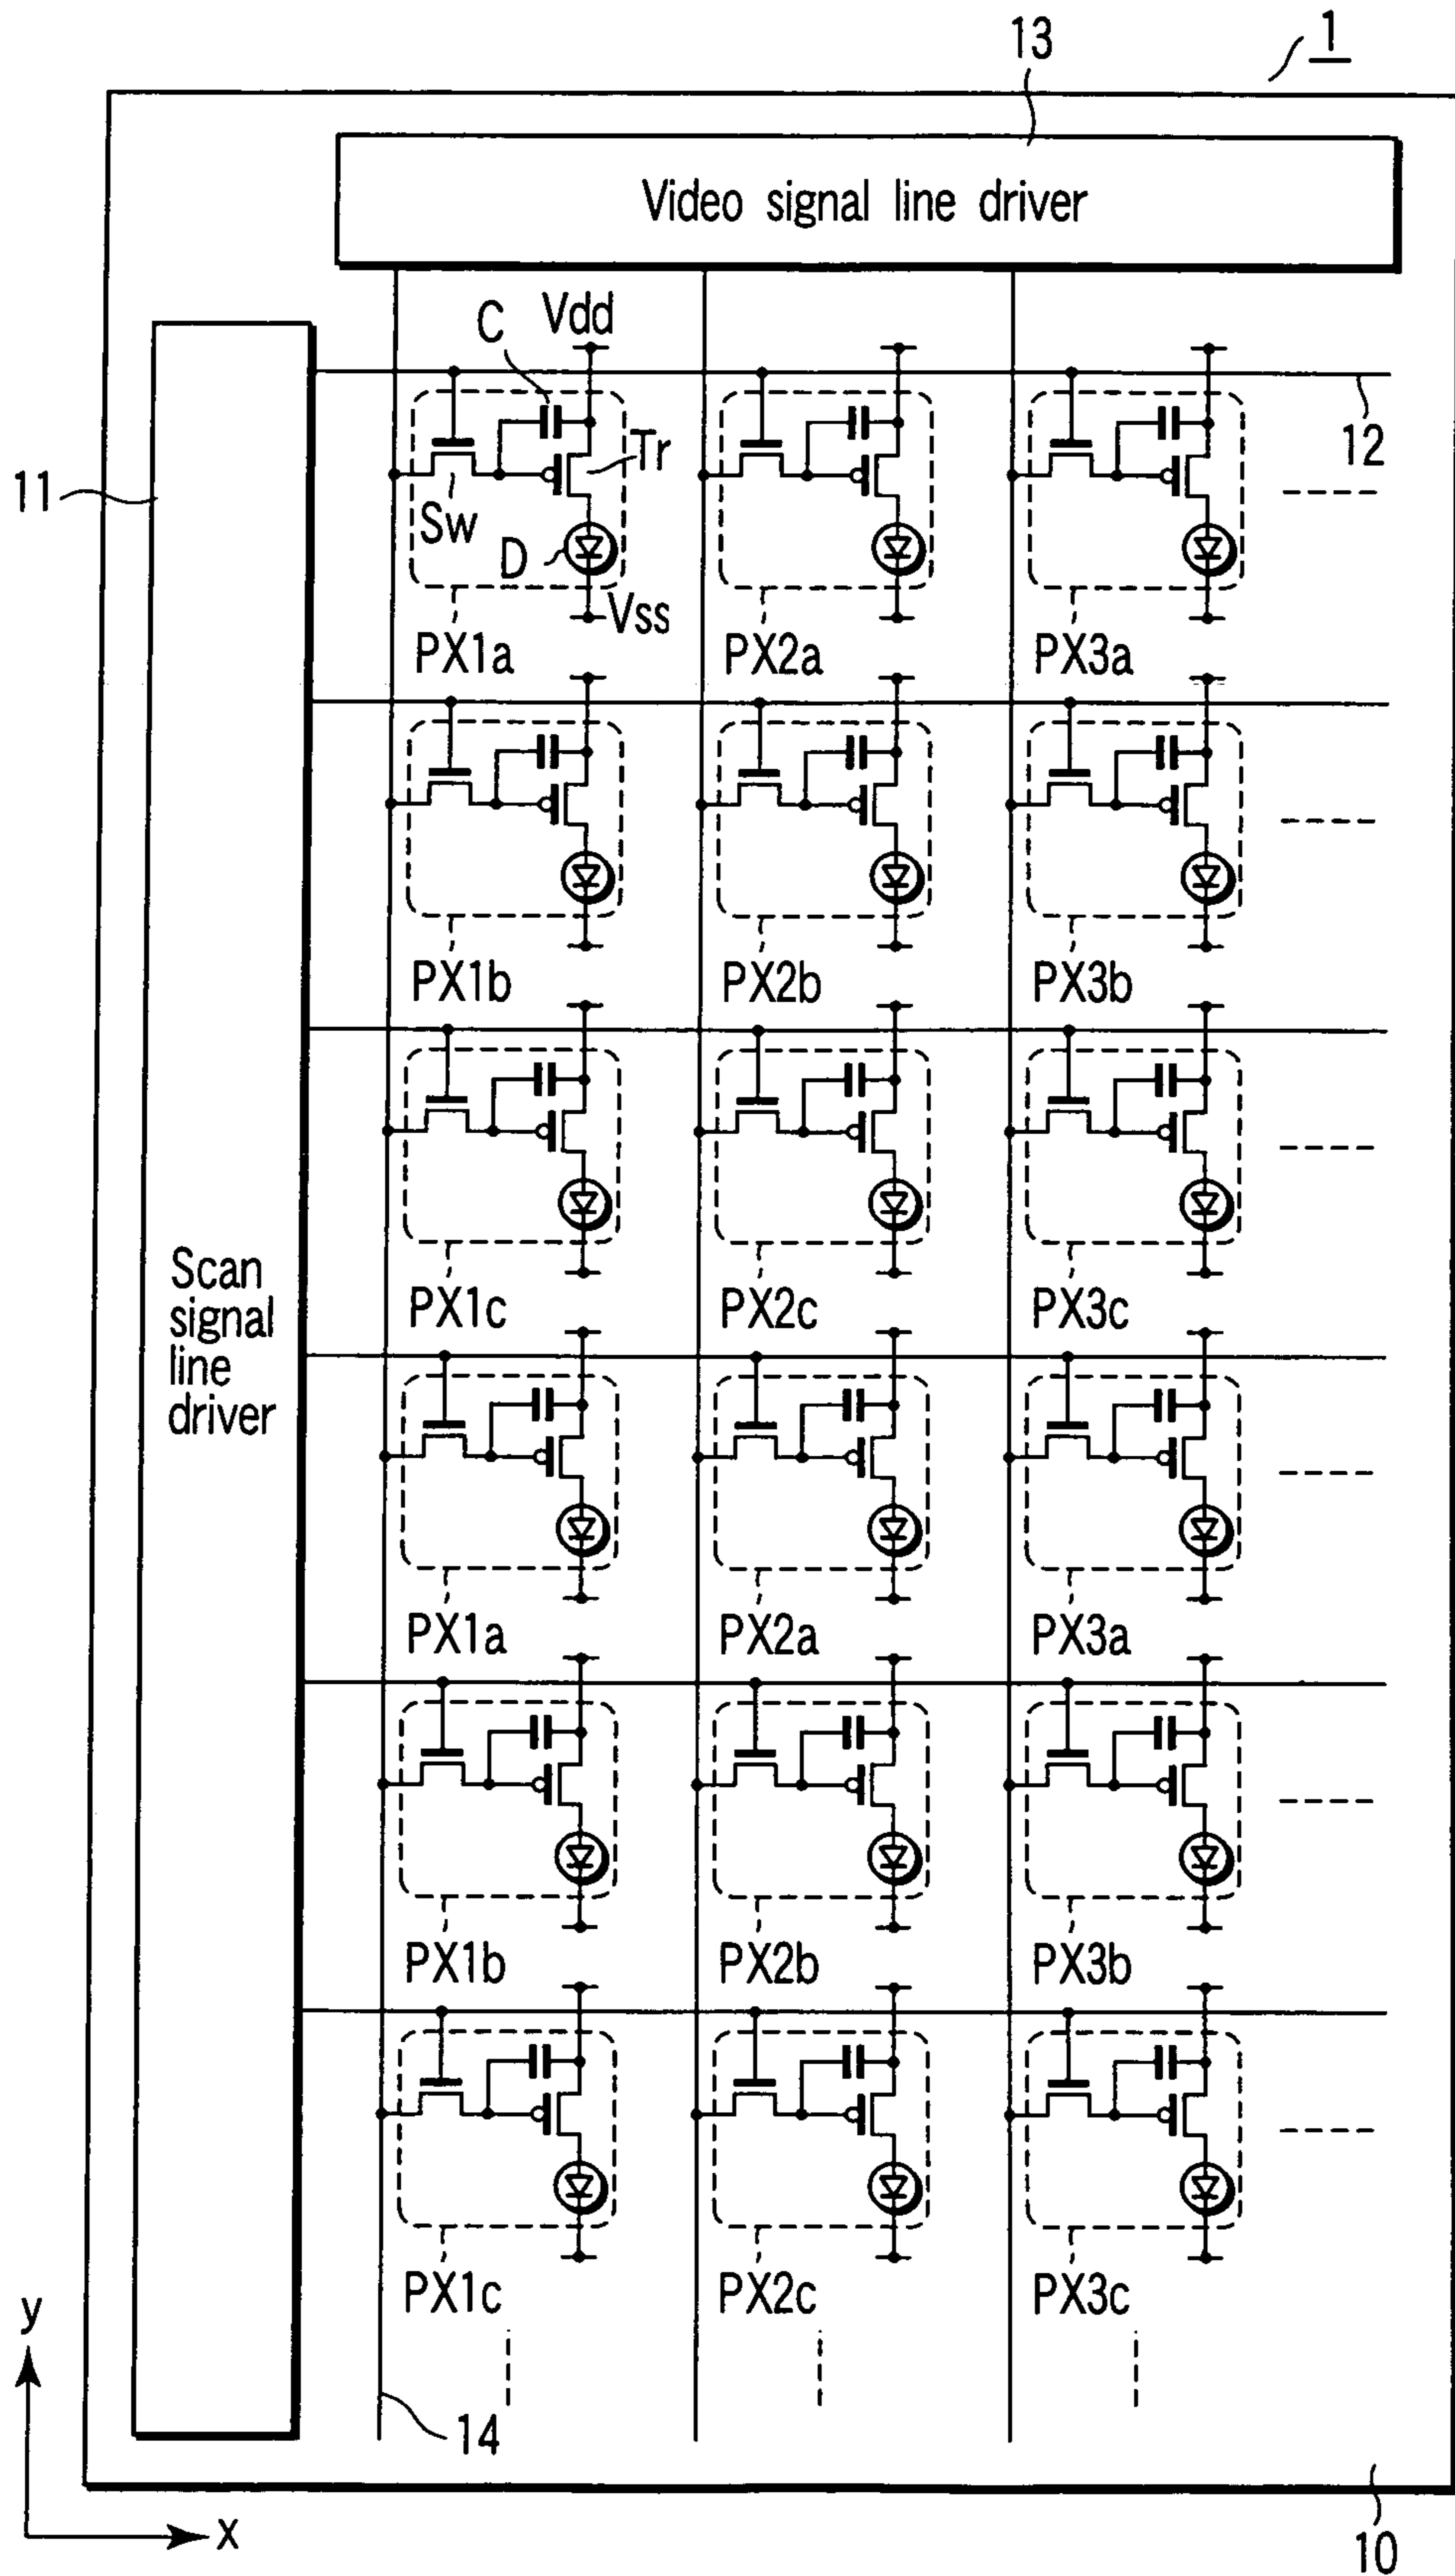 1
13
Video signal line driver
C
Vdd
12
Tr
11
Sw
D
Vss
PX1a
PX2a
PX3a
PX1b
PX2b
PX3b
Scan
signal
line
driver
PX1c
PX2c
PX3c
PX1a
PX2a
PX3a
PX1b
PX2b
PX3b
PX1c
PX2c
PX3c
y
14
x
10